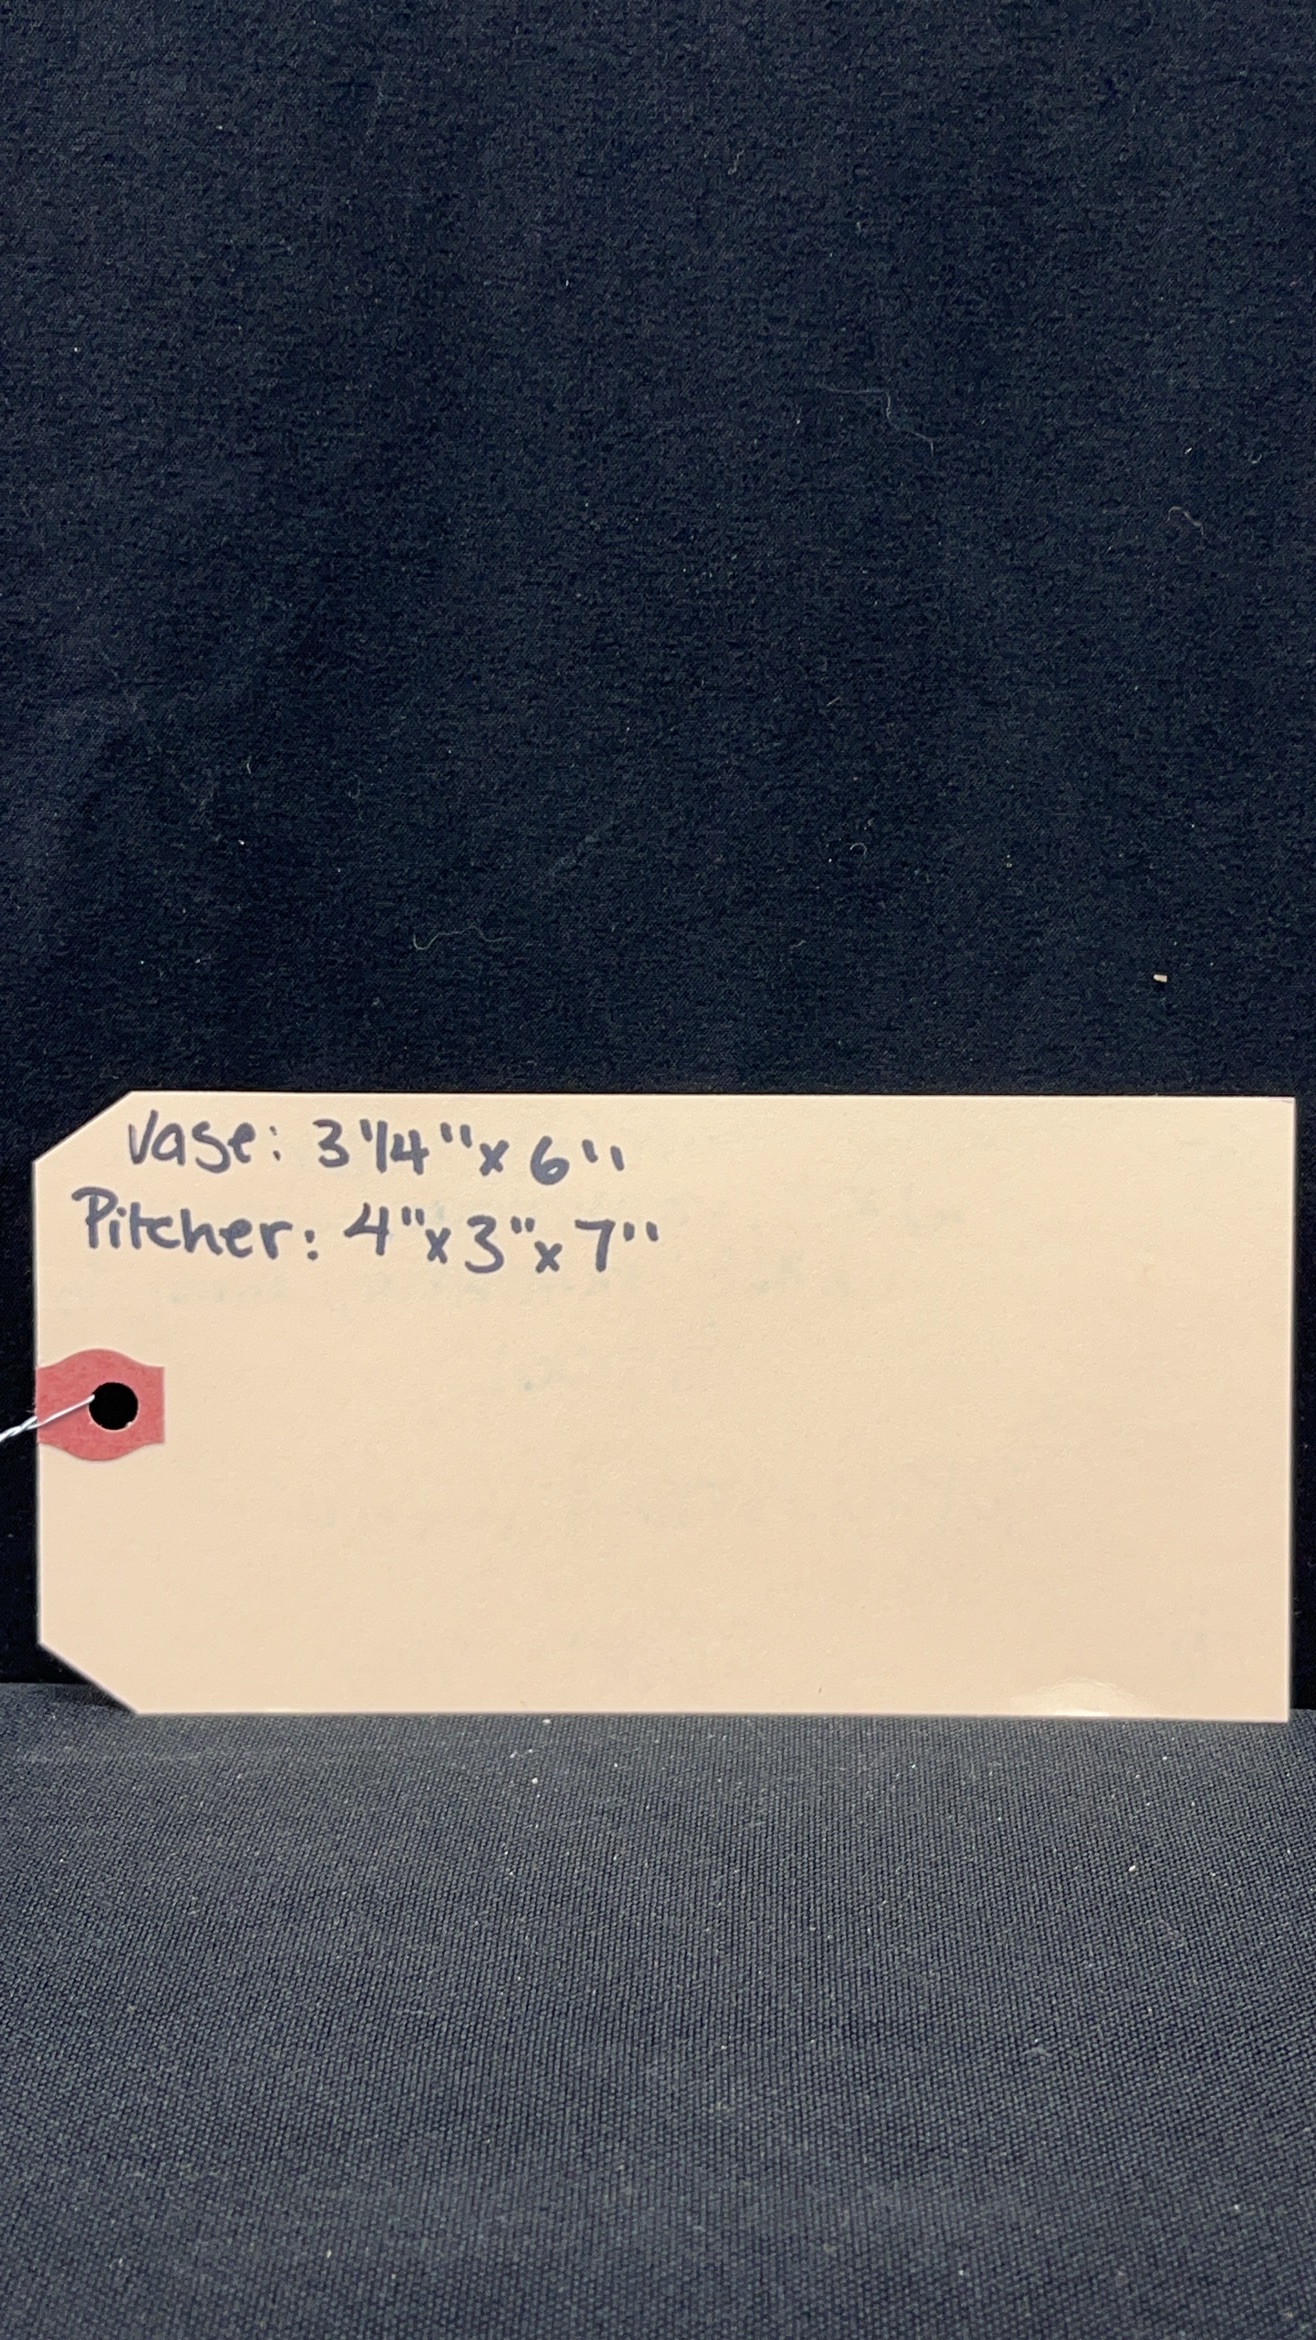 Vase: 3 1/4" x 6"
Pitcher: 4" x 3" x 7"